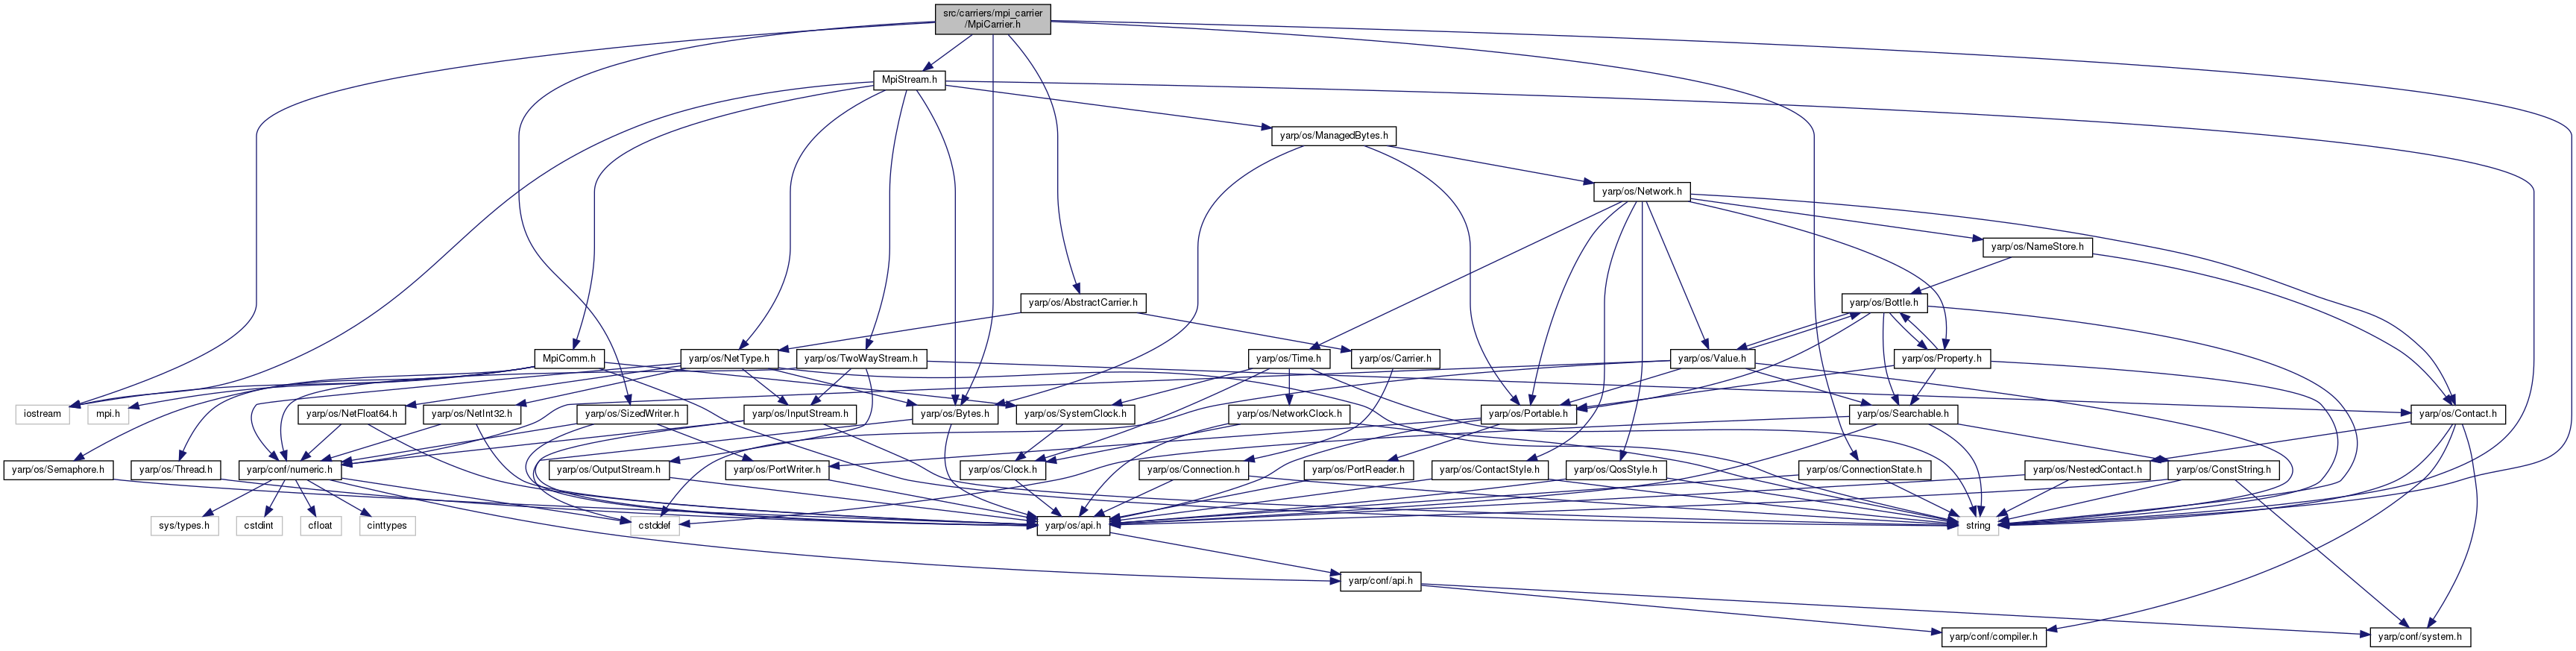 src/carriers/mpi_carrier
/MpiCarrier.h
MpiStream.h
yarp/os/ManagedBytes.h
yarp/os/Network.h
yarp/os/NameStore.h
yarp/os/AbstractCarrier.h
yarp/os/Bottle.h
MpiComm.h
yarp/os/NetType.h
yarp/os/TwoWayStream.h
yarp/os/Time.h
yarp/os/Carrier.h
yarp/os/Value.h
yarp/os/Property.h
iostream
mpi.h
yarp/os/NetFloat64.h
yarp/os/NetInt32.h
yarp/os/SizedWriter.h
yarp/os/InputStream.h
yarp/os/Bytes.h
yarp/os/SystemClock.h
yarp/os/NetworkClock.h
yarp/os/Portable.h
yarp/os/Searchable.h
yarp/os/Contact.h
yarp/os/Semaphore.h
yarp/os/Thread.h
yarp/conf/numeric.h
yarp/os/OutputStream.h
yarp/os/PortWriter.h
yarp/os/Clock.h
yarp/os/Connection.h
yarp/os/PortReader.h
yarp/os/ContactStyle.h
yarp/os/QosStyle.h
yarp/os/ConnectionState.h
yarp/os/NestedContact.h
yarp/os/ConstString.h
sys/types.h
cstdint
cfloat
cinttypes
cstddef
yarp/os/api.h
string
yarp/conf/api.h
yarp/conf/compiler.h
yarp/conf/system.h